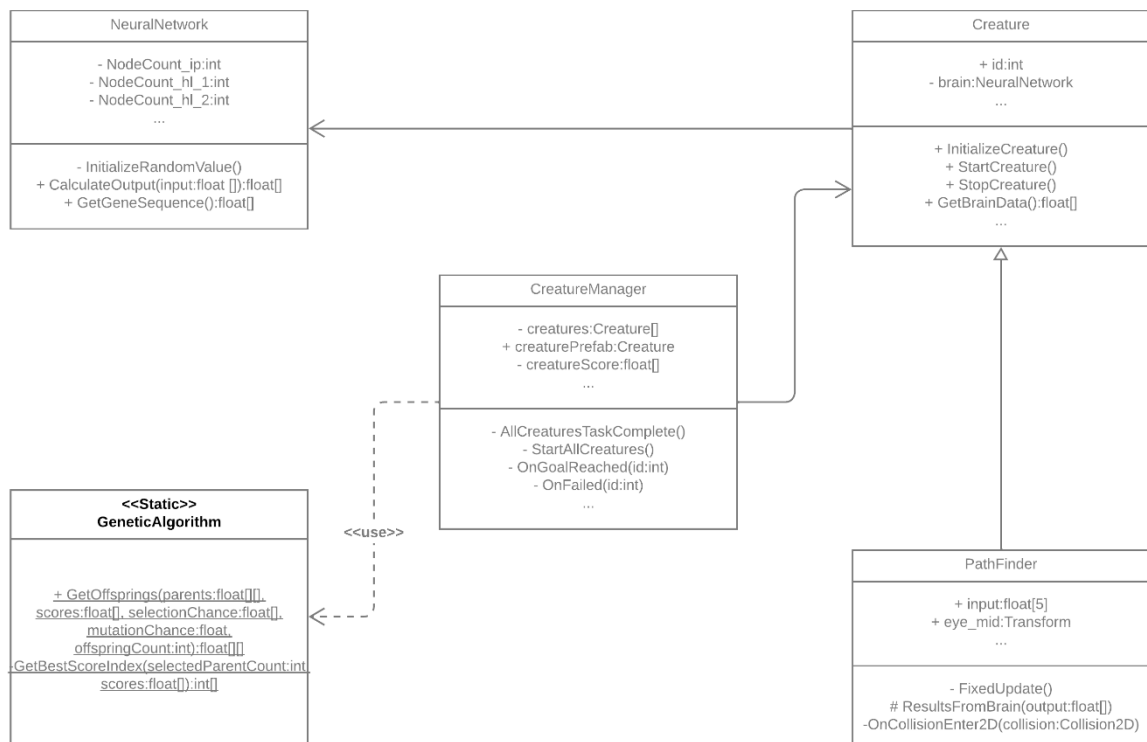 NeuralNetwork
- NodeCount_ip:int
- NodeCount_hl_1:int
- NodeCount_hl_2:int
...
- InitializeRandomValue()
+ CalculateOutput(input:float []):float[]
+ GetGeneSequence():float[]
Creature
+ id:int
- brain:NeuralNetwork
...
+ InitializeCreature()
+ StartCreature()
+ StopCreature()
+ GetBrainData():float[]
...
CreatureManager
- creatures:Creature[]
+ creaturePrefab:Creature
- creatureScore:float[]
...
- AllCreaturesTaskComplete()
- StartAllCreatures()
- OnGoalReached(id:int)
- OnFailed(id:int)
...
<<use>>
<<Static>>
GeneticAlgorithm
+ GetOffsprings(parents:float[][],
scores:float[], selectionChance:float[],
mutationChance:float,
offspringCount:int):float[][]
-GetBestScoreIndex(selectedParentCount:int,
scores:float[]):int[]
PathFinder
+ input:float[5]
+ eye_mid:Transform
...
- FixedUpdate()
# ResultsFromBrain(output:float[])
-OnCollisionEnter2D(collision:Collision2D)